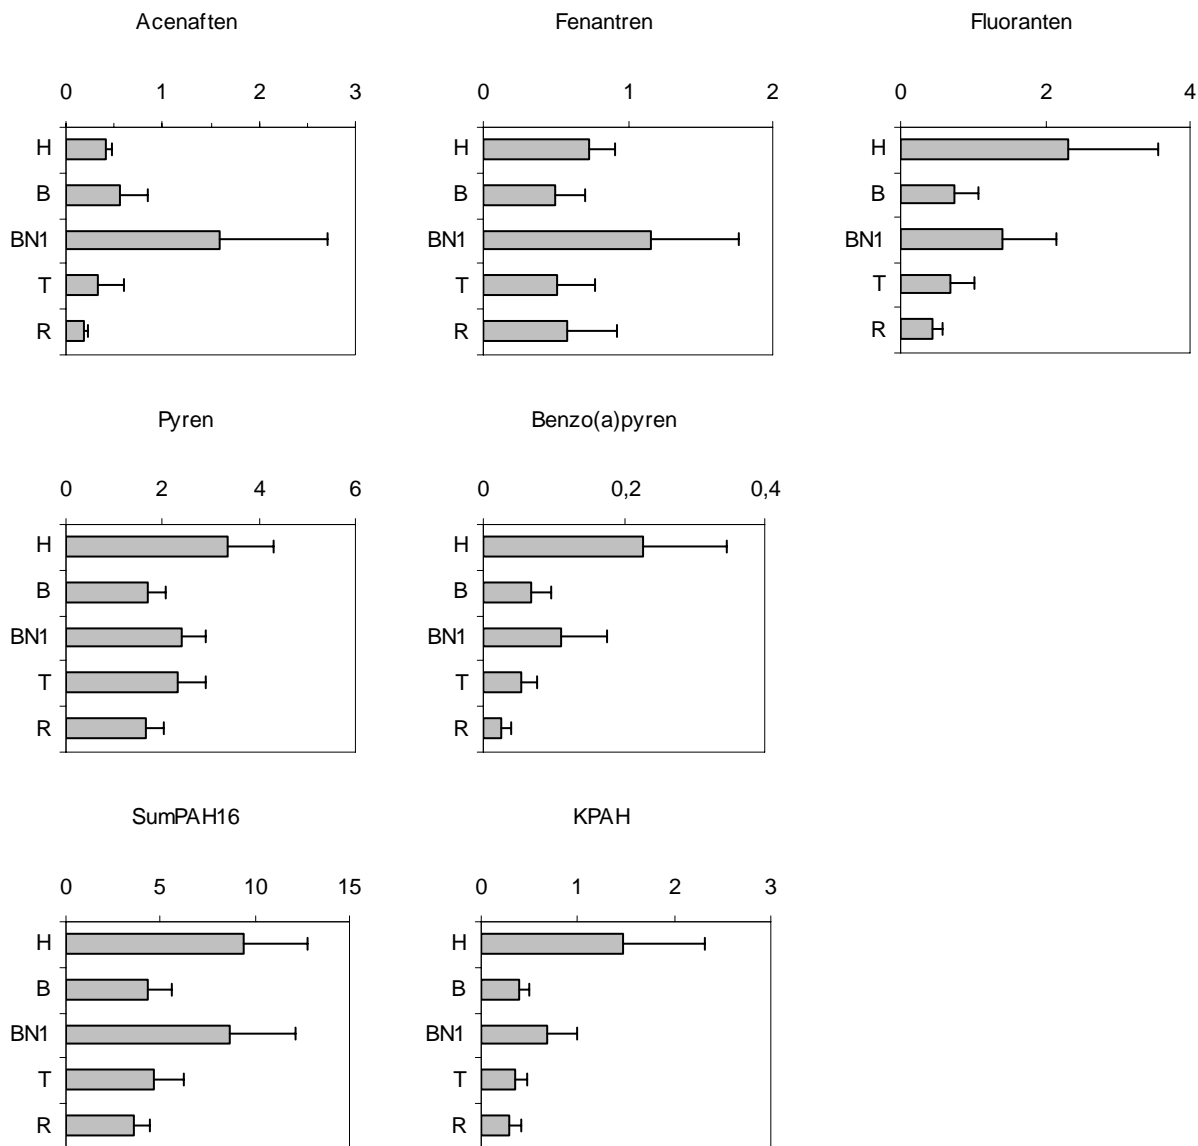 Acenaften
0 1 2 3
H
B
BN1
T
R
Fenantren
0 1 2
H
B
BN1
T
R
Fluoranten
0 2 4
H
B
BN1
T
R
Pyren
0 2 4 6
H
B
BN1
T
R
Benzo(a)pyren
0 0,2 0,4
H
B
BN1
T
R
SumPAH16
0 5 10 15
H
B
BN1
T
R
KPAH
0 1 2 3
H
B
BN1
T
R